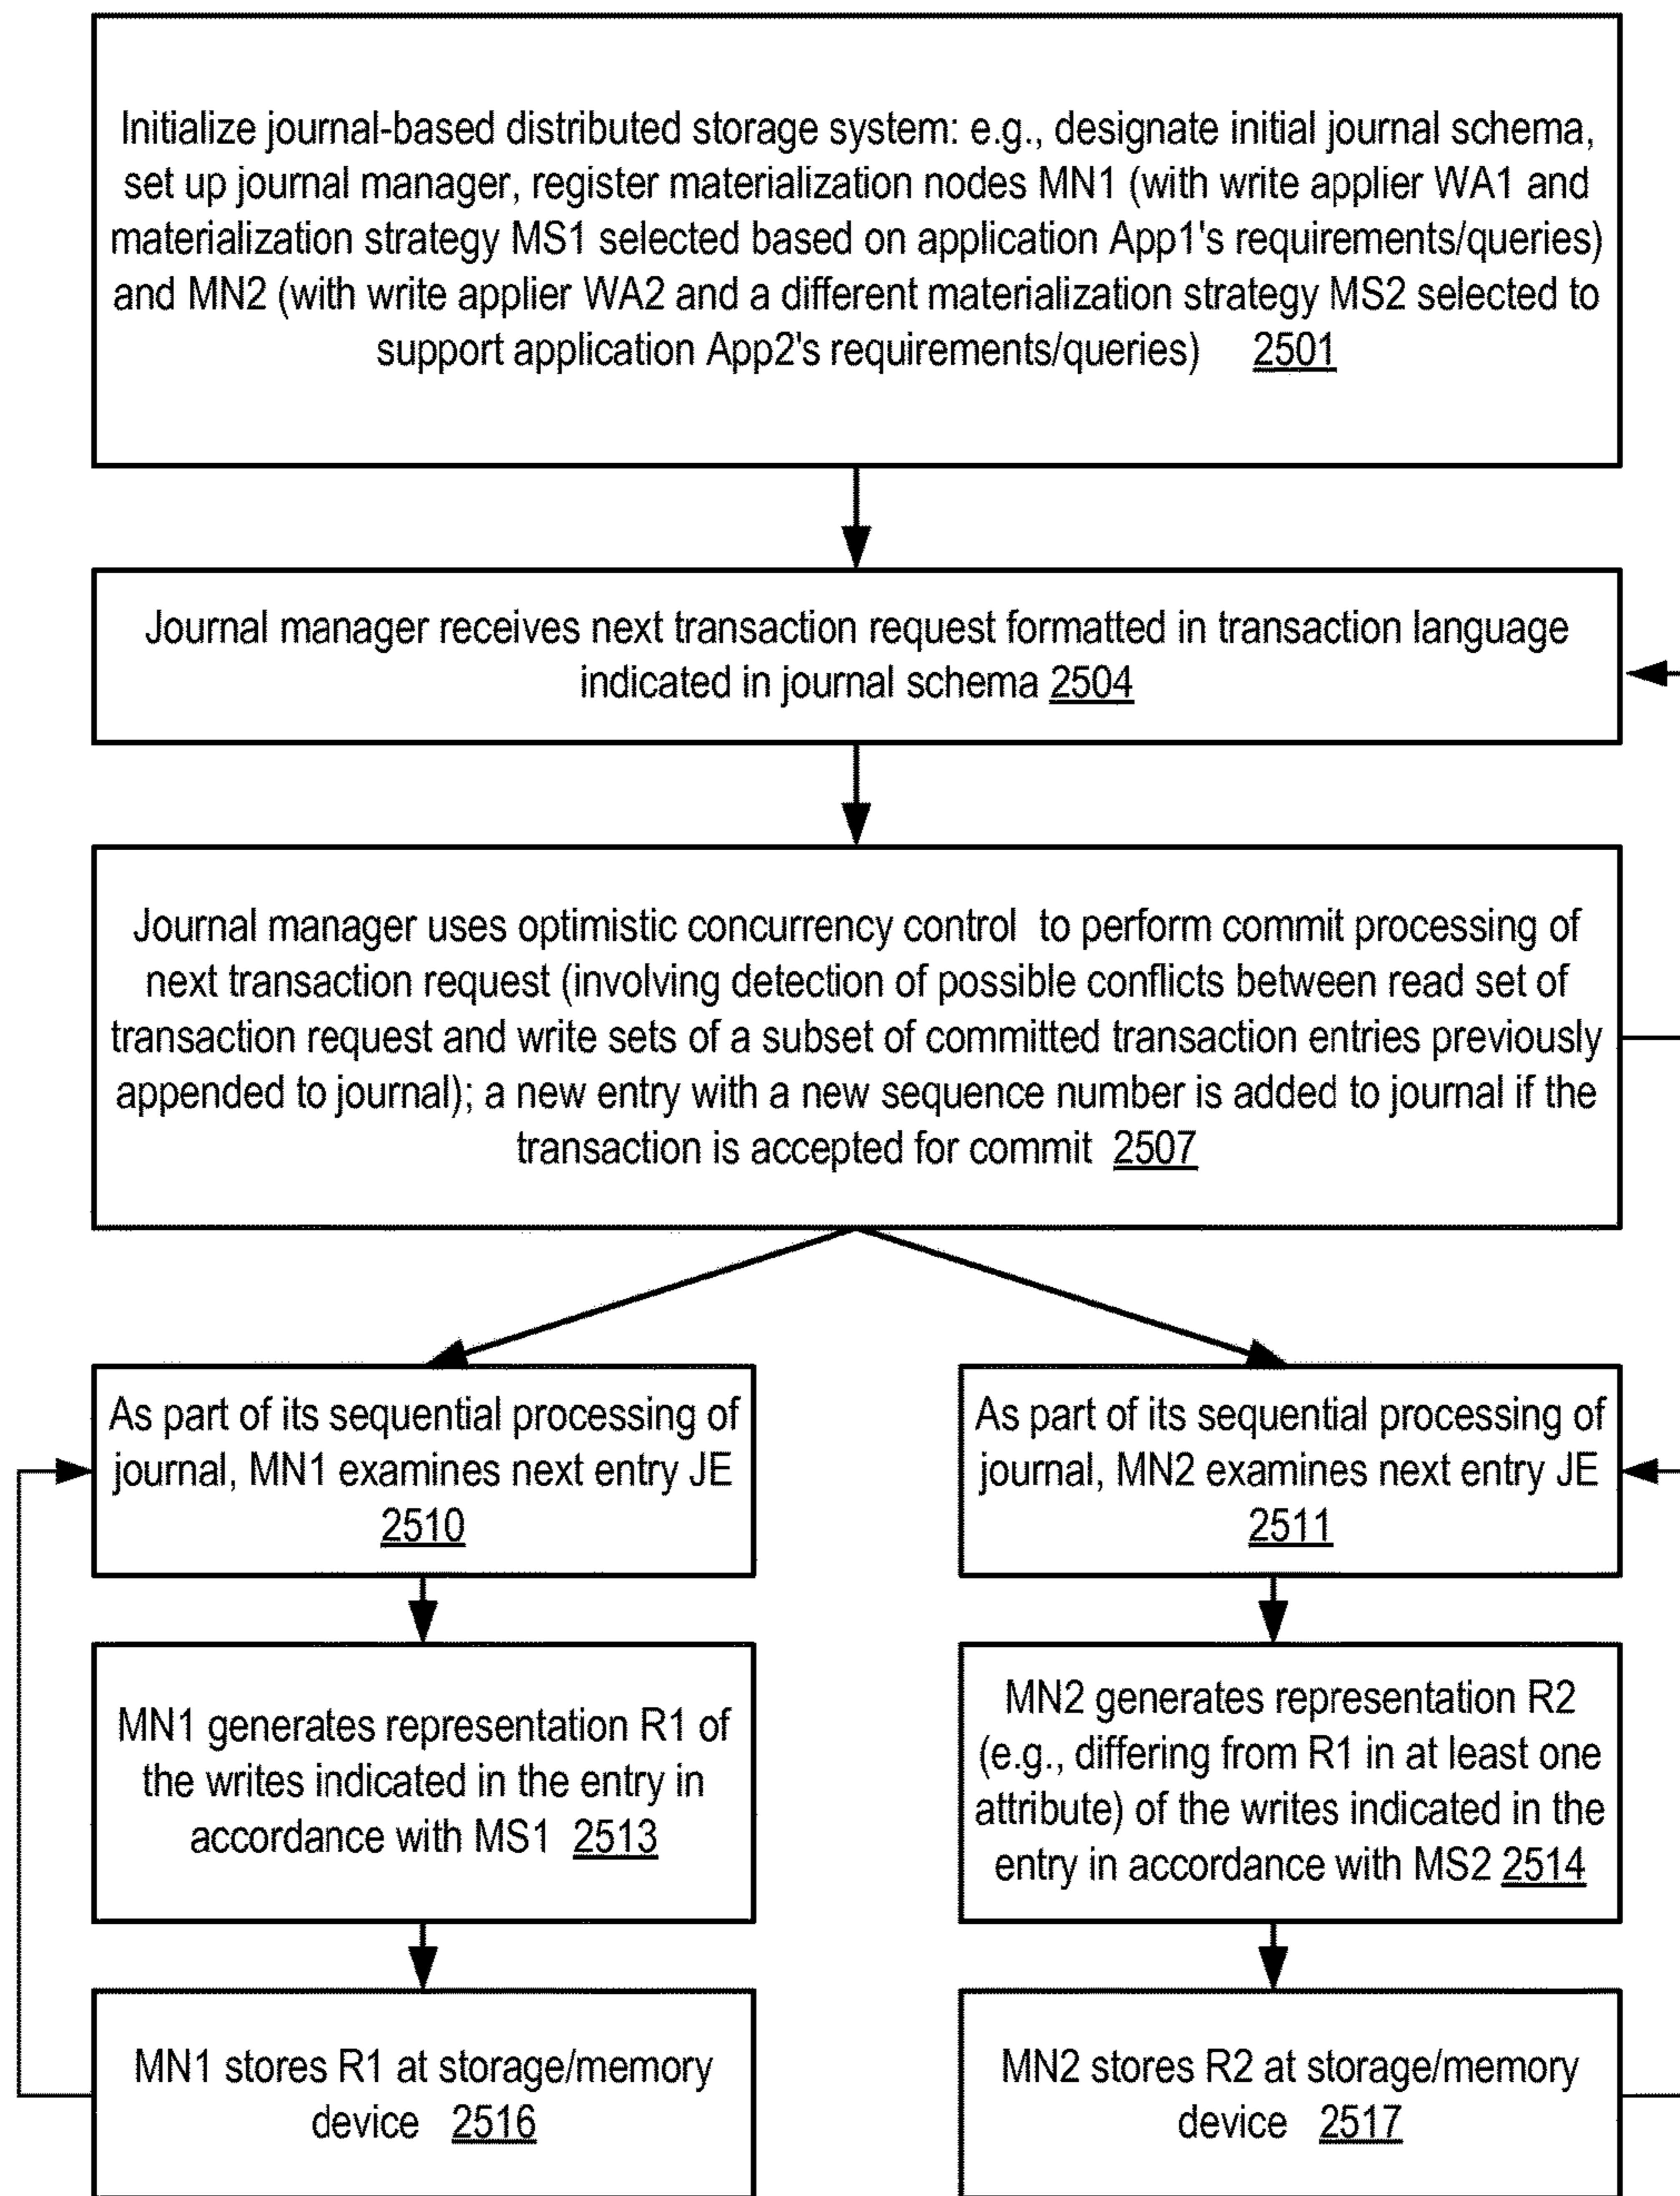 Initialize journal-based distributed storage system: e.g., designate initial journal schema,
set up journal manager, register materialization nodes MN1 (with write applier WA1 and
materialization strategy MS1 selected based on application App1's requirements/queries)
and MN2 (with write applier WA2 and a different materialization strategy MS2 selected to
support application App2's requirements/queries) 2501
Journal manager receives next transaction request formatted in transaction language
indicated in journal schema 2504
Journal manager uses optimistic concurrency control to perform commit processing of
next transaction request (involving detection of possible conflicts between read set of
transaction request and write sets of a subset of committed transaction entries previously
appended to journal); a new entry with a new sequence number is added to journal if the
transaction is accepted for commit 2507
As part of its sequential processing of
journal, MN1 examines next entry JE
2510
As part of its sequential processing of
journal, MN2 examines next entry JE
2511
MN1 generates representation R1 of
the writes indicated in the entry in
accordance with MS1 2513
MN2 generates representation R2
(e.g., differing from R1 in at least one
attribute) of the writes indicated in the
entry in accordance with MS2 2514
MN1 stores R1 at storage/memory
device 2516
MN2 stores R2 at storage/memory
device 2517